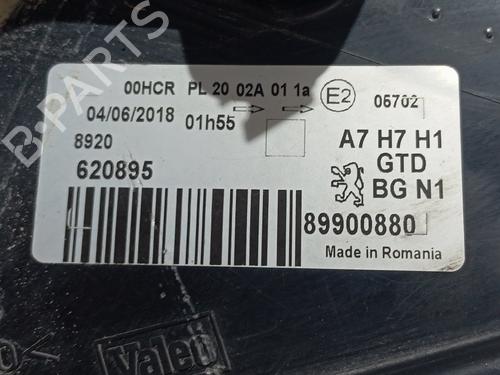 00HCR PL 20 02A 01 1a
E2
05702
04/06/2018 01h55
8920
620895
A7 H7 H1
GTD
BG N1
89900880
Made in Romania
Valeo
B-PARTS